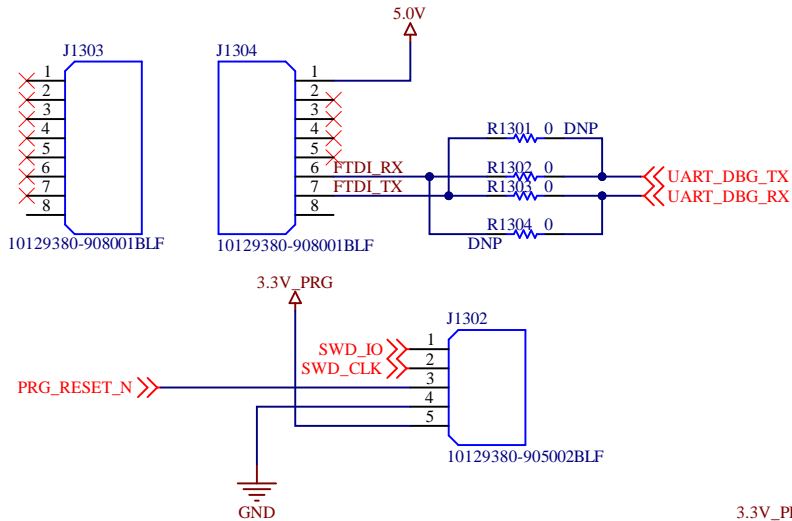 5.0V
J1303
J1304
1
2
3
4
5
6
7
8
1
2
3
4
5
6
7
8
FTDI_RX
FTDI_TX
R1301 0 DNP
R1302 0
R1303 0
R1304 0
DNP
UART_DBG_TX
UART_DBG_RX
10129380-908001BLF
10129380-908001BLF
3.3V_PRG
J1302
SWD_IO
SWD_CLK
PRG_RESET_N
1
2
3
4
5
10129380-905002BLF
GND